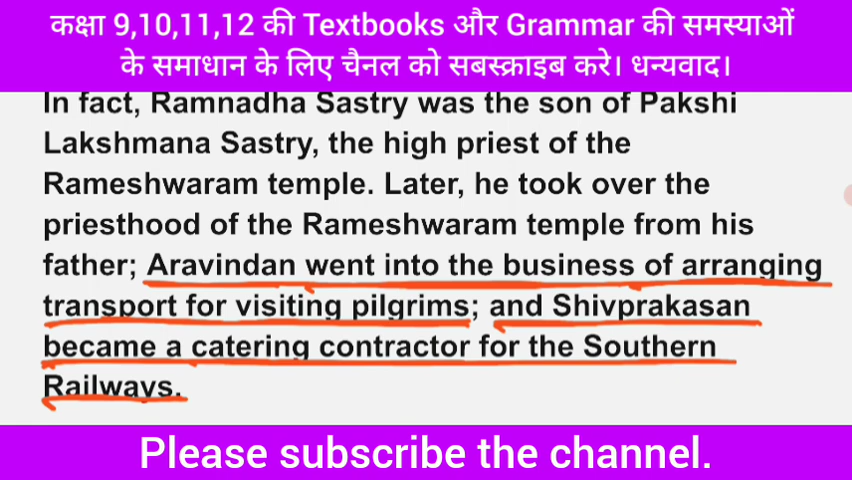 कक्षा 9,10,11,12 की Textbooks और Grammar की समस्याओं
के समाधान के लिए चैनल को सबस्क्राइब करे। धन्यवाद।
In fact, Ramnadha Sastry was the son of Pakshi
Lakshmana Sastry, the high priest of the
Rameshwaram temple. Later, he took over the
priesthood of the Rameshwaram temple from his
father; Aravindan went into the business of arranging
transport for visiting pilgrims; and Shivprakasan
became a catering contractor for the Southern
Railways.
Please subscribe the channel.